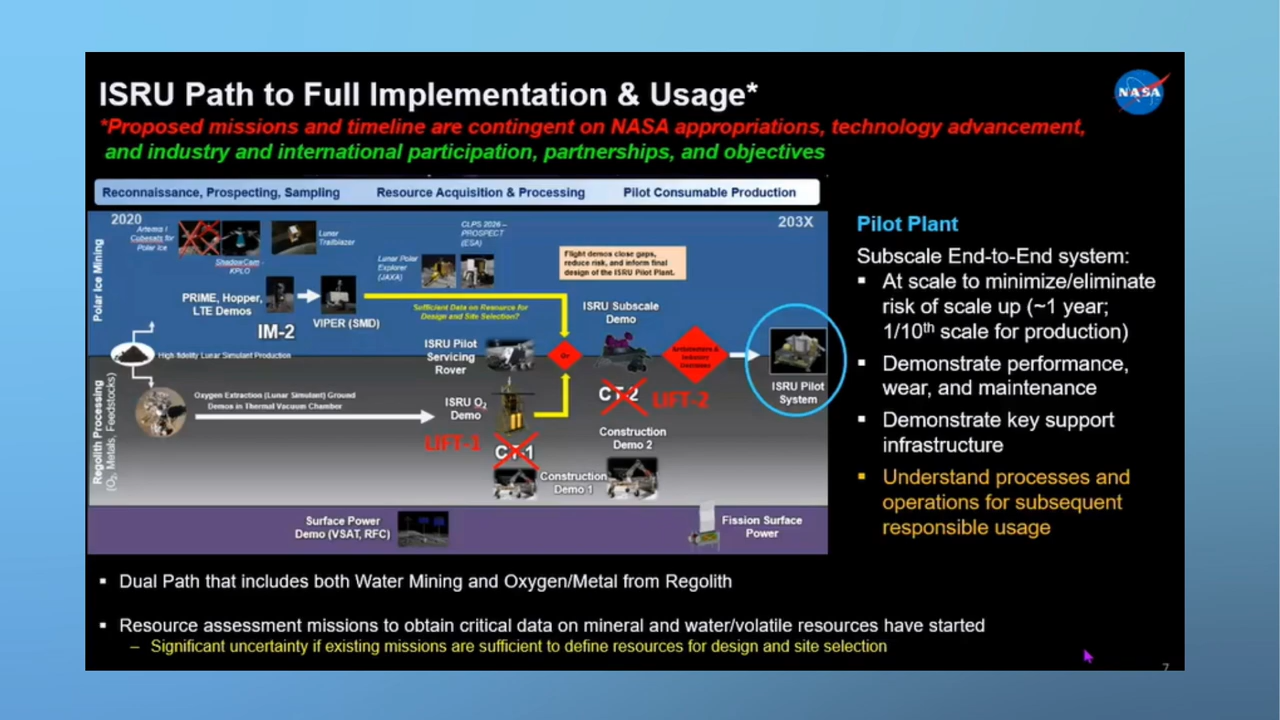 ISRU Path to Full Implementation & Usage*
NASA
*Proposed missions and timeline are contingent on NASA appropriations, technology advancement,
and industry and international participation, partnerships, and objectives
Reconnaissance, Prospecting, Sampling
Resource Acquisition & Processing
Pilot Consumable Production
2020
203X
Polar Ice Mining
Artemis I
Cubesats for
Polar Ice
ShadowCam -
KPLO
Lunar
Trailblazer
CLPS 2026 –
PROSPECT
(ESA)
Lunar Polar
Explorer
(JAXA)
Flight demos close gaps,
reduce risk, and inform final
design of the ISRU Pilot Plant.
PRIME, Hopper,
LTE Demos
IM-2
VIPER (SMD)
Sufficient Data on Resource for
Design and Site Selection?
ISRU Subscale
Demo
High-fidelity Lunar Simulant Production
ISRU Pilot
Servicing
Rover
Or
Architecture &
Industry
ISRU Pilot
System
Regolith Processing
(O2, Metals, Feedstocks)
Oxygen Extraction (Lunar Simulant) Ground
Demos in Thermal Vacuum Chamber
ISRU O2
Demo
LIFT-1
CT-1
CT-2
LIFT-2
Construction
Demo 2
Construction
Demo 1
Surface Power
Demo (VSAT, RFC)
Fission Surface
Power
Pilot Plant
Subscale End-to-End system:
▪ At scale to minimize/eliminate
risk of scale up (~1 year;
1/10th scale for production)
▪ Demonstrate performance,
wear, and maintenance
▪ Demonstrate key support
infrastructure
▪ Understand processes and
operations for subsequent
responsible usage
▪ Dual Path that includes both Water Mining and Oxygen/Metal from Regolith
▪ Resource assessment missions to obtain critical data on mineral and water/volatile resources have started
– Significant uncertainty if existing missions are sufficient to define resources for design and site selection
7